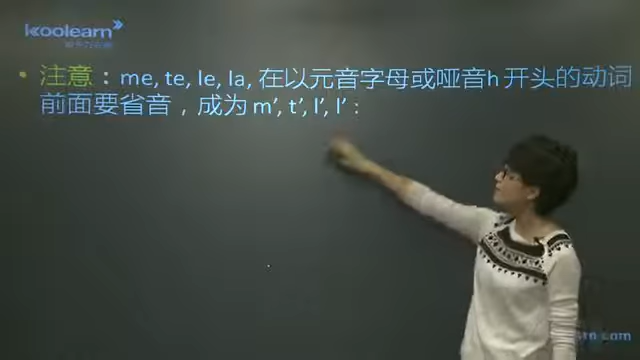 koolearn
• 注意：me, te, le, la, 在以元音字母或哑音h 开头的动词
前面要省音，成为 m’, t’, l’, l’：